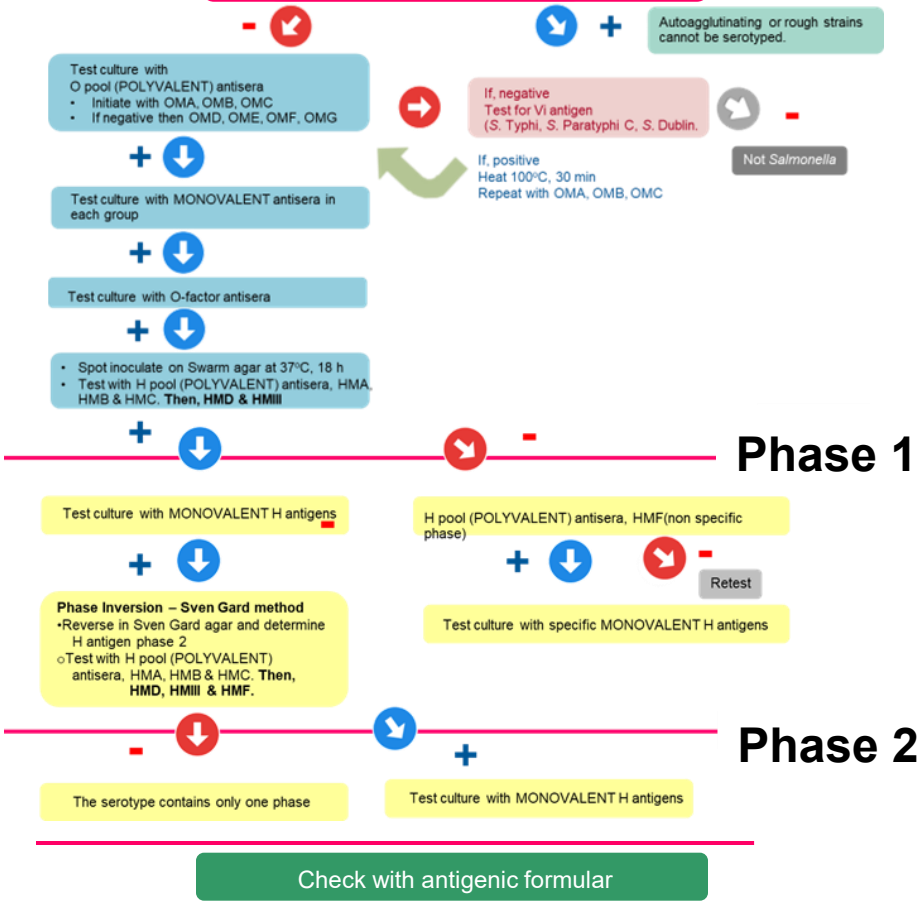 -
+
Autoagglutinating or rough strains
cannot be serotyped.
Test culture with
O pool (POLYVALENT) antisera
• Initiate with OMA, OMB, OMC
• If negative then OMD, OME, OMF, OMG
If, negative
Test for Vi antigen
(S. Typhi, S. Paratyphi C, S. Dublin.
-
Not Salmonella
+
If, positive
Heat 100ºC, 30 min
Repeat with OMA, OMB, OMC
Test culture with MONOVALENT antisera in
each group
+
Test culture with O-factor antisera
+
• Spot inoculate on Swarm agar at 37ºC, 18 h
• Test with H pool (POLYVALENT) antisera, HMA,
HMB & HMC. Then, HMD & HMIII
+
-
Phase 1
Test culture with MONOVALENT H antigens
-
H pool (POLYVALENT) antisera, HMF(non specific
phase)
+
+
-
Retest
Phase Inversion – Sven Gard method
•Reverse in Sven Gard agar and determine
H antigen phase 2
oTest with H pool (POLYVALENT)
antisera, HMA, HMB & HMC. Then,
HMD, HMIII & HMF.
Test culture with specific MONOVALENT H antigens
Phase 2
-
+
The serotype contains only one phase
Test culture with MONOVALENT H antigens
Check with antigenic formular